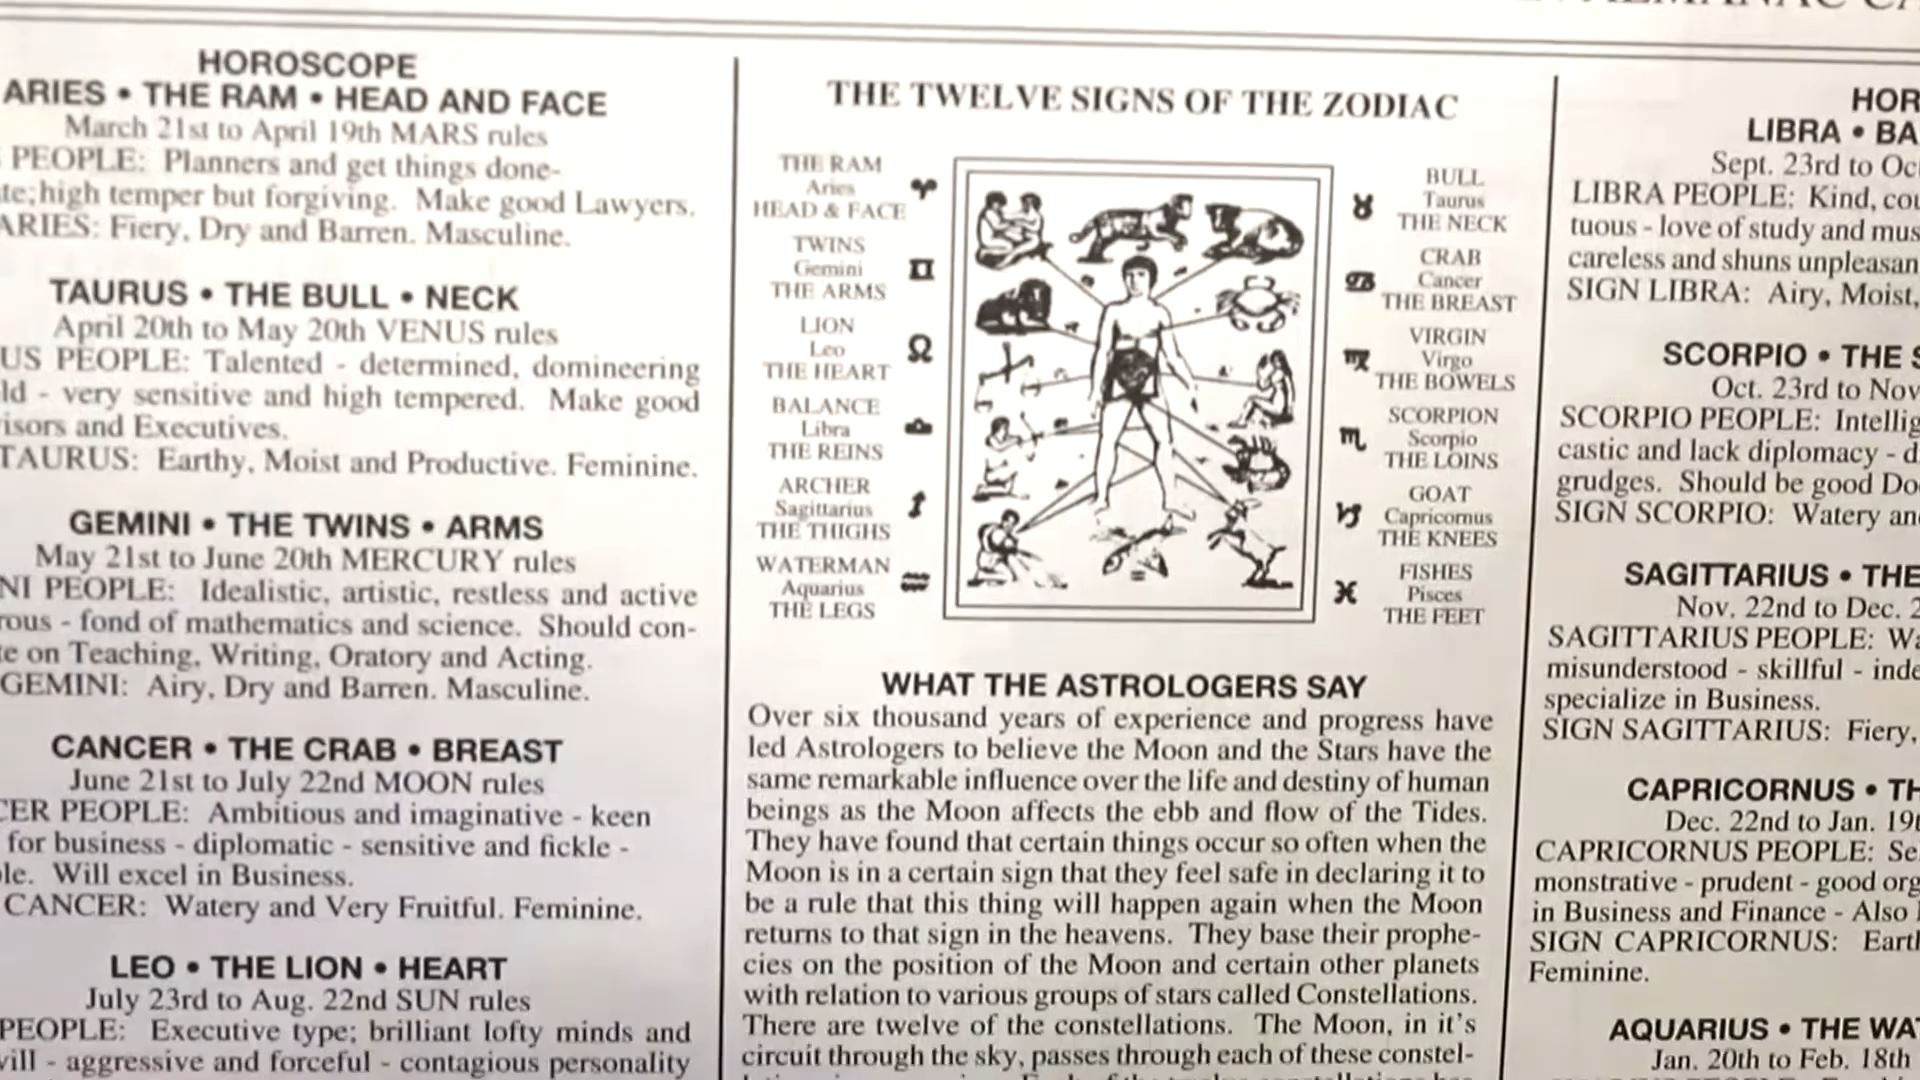 HOROSCOPE
ARIES • THE RAM • HEAD AND FACE
March 21st to April 19th MARS rules
PEOPLE: Planners and get things done-
high temper but forgiving. Make good Lawyers.
ARIES: Fiery, Dry and Barren. Masculine.
TAURUS • THE BULL • NECK
April 20th to May 20th VENUS rules
PEOPLE: Talented - determined, domineering
- very sensitive and high tempered. Make good
and Executives.
TAURUS: Earthy, Moist and Productive. Feminine.
GEMINI • THE TWINS • ARMS
May 21st to June 20th MERCURY rules
PEOPLE: Idealistic, artistic, restless and active
- fond of mathematics and science. Should con-
on Teaching, Writing, Oratory and Acting.
GEMINI: Airy, Dry and Barren. Masculine.
CANCER • THE CRAB • BREAST
June 21st to July 22nd MOON rules
PEOPLE: Ambitious and imaginative - keen
for business - diplomatic - sensitive and fickle -
Will excel in Business.
CANCER: Watery and Very Fruitful. Feminine.
LEO • THE LION • HEART
July 23rd to Aug. 22nd SUN rules
PEOPLE: Executive type; brilliant lofty minds and
- aggressive and forceful - contagious personality
THE TWELVE SIGNS OF THE ZODIAC
THE RAM
Aries
HEAD & FACE
TWINS
Gemini
THE ARMS
LION
Leo
THE HEART
BALANCE
Libra
THE REINS
ARCHER
Sagittarius
THE THIGHS
WATERMAN
Aquarius
THE LEGS
BULL
Taurus
THE NECK
CRAB
Cancer
THE BREAST
VIRGIN
Virgo
THE BOWELS
SCORPION
Scorpio
THE LOINS
GOAT
Capricornus
THE KNEES
FISHES
Pisces
THE FEET
WHAT THE ASTROLOGERS SAY
Over six thousand years of experience and progress have
led Astrologers to believe the Moon and the Stars have the
same remarkable influence over the life and destiny of human
beings as the Moon affects the ebb and flow of the Tides.
They have found that certain things occur so often when the
Moon is in a certain sign that they feel safe in declaring it to
be a rule that this thing will happen again when the Moon
returns to that sign in the heavens. They base their prophe-
cies on the position of the Moon and certain other planets
with relation to various groups of stars called Constellations.
There are twelve of the constellations. The Moon, in it's
circuit through the sky, passes through each of these constel-
HOR
LIBRA • BA
Sept. 23rd to Oc
LIBRA PEOPLE: Kind, cou
tuous - love of study and mus
careless and shuns unpleasan
SIGN LIBRA: Airy, Moist,
SCORPIO • THE S
Oct. 23rd to Nov
SCORPIO PEOPLE: Intellig
castic and lack diplomacy - d
grudges. Should be good Do
SIGN SCORPIO: Watery and
SAGITTARIUS • THE
Nov. 22nd to Dec. 2
SAGITTARIUS PEOPLE: Wa
misunderstood - skillful - inde
specialize in Business.
SIGN SAGITTARIUS: Fiery,
CAPRICORNUS • TH
Dec. 22nd to Jan. 19t
CAPRICORNUS PEOPLE: Se
monstrative - prudent - good org
in Business and Finance - Also
SIGN CAPRICORNUS: Eart
Feminine.
AQUARIUS • THE WAT
Jan. 20th to Feb. 18th